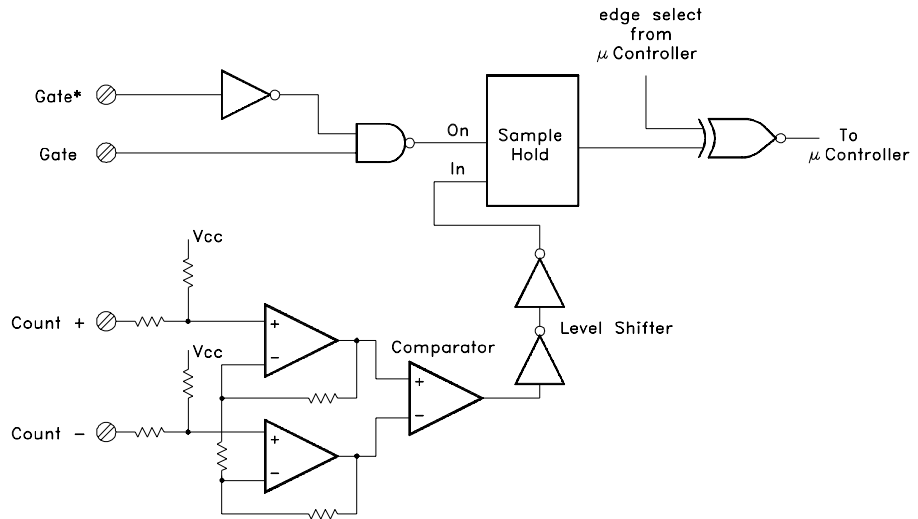 edge select
from
μ Controller
Gate*
Gate
On
In
Sample
Hold
To
μ Controller
Vcc
Count +
+
−
Comparator
Level Shifter
Vcc
+
−
Count −
+
−